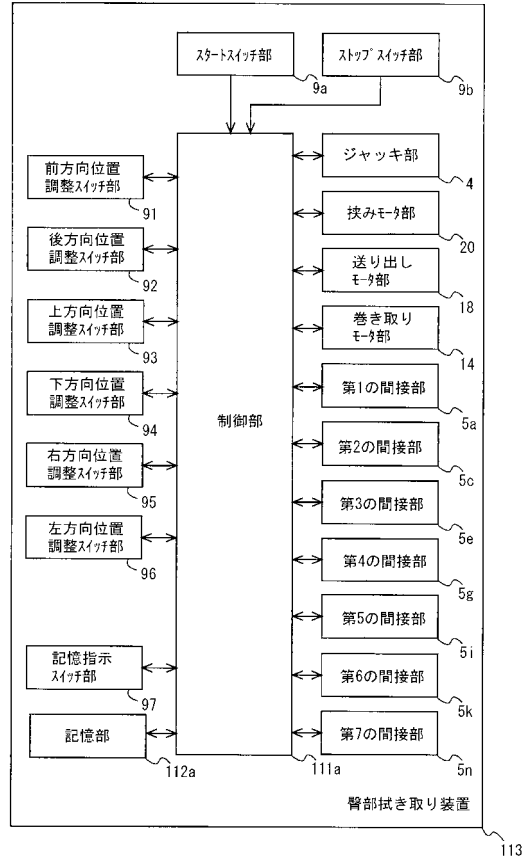 スタートスイッチ部
9a
ストップスイッチ部
9b
前方向位置
調整スイッチ部
91
後方向位置
調整スイッチ部
92
上方向位置
調整スイッチ部
93
下方向位置
調整スイッチ部
94
右方向位置
調整スイッチ部
95
左方向位置
調整スイッチ部
96
記憶指示
スイッチ部
97
記憶部
112a
制御部
111a
ジャッキ部
4
挟みモータ部
20
送り出し
モータ部
18
巻き取り
モータ部
14
第1の間接部
5a
第2の間接部
5c
第3の間接部
5e
第4の間接部
5g
第5の間接部
5i
第6の間接部
5k
第7の間接部
5n
臀部拭き取り装置
113